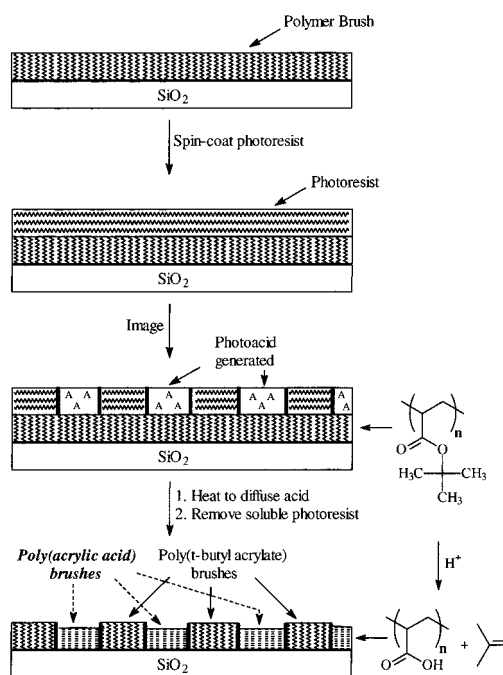 Polymer Brush
SiO2
Spin-coat photoresist
Photoresist
SiO2
Image
Photoacid
generated
A A
A
A A
A
A A
A
A A
A
SiO2
n
O
O
H3C
CH3
CH3
1. Heat to diffuse acid
2. Remove soluble photoresist
Poly(acrylic acid)
brushes
Poly(t-butyl acrylate)
brushes
H+
SiO2
n
O
OH
+